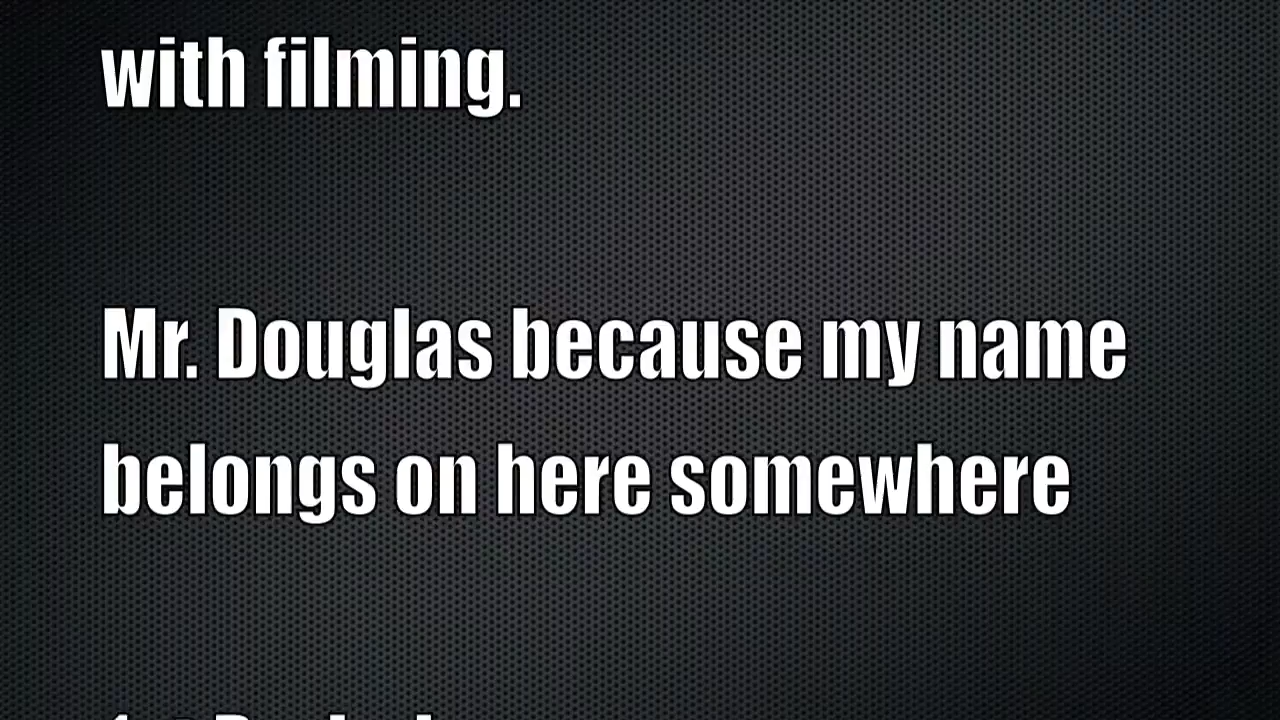 with filming.
Mr. Douglas because my name
belongs on here somewhere